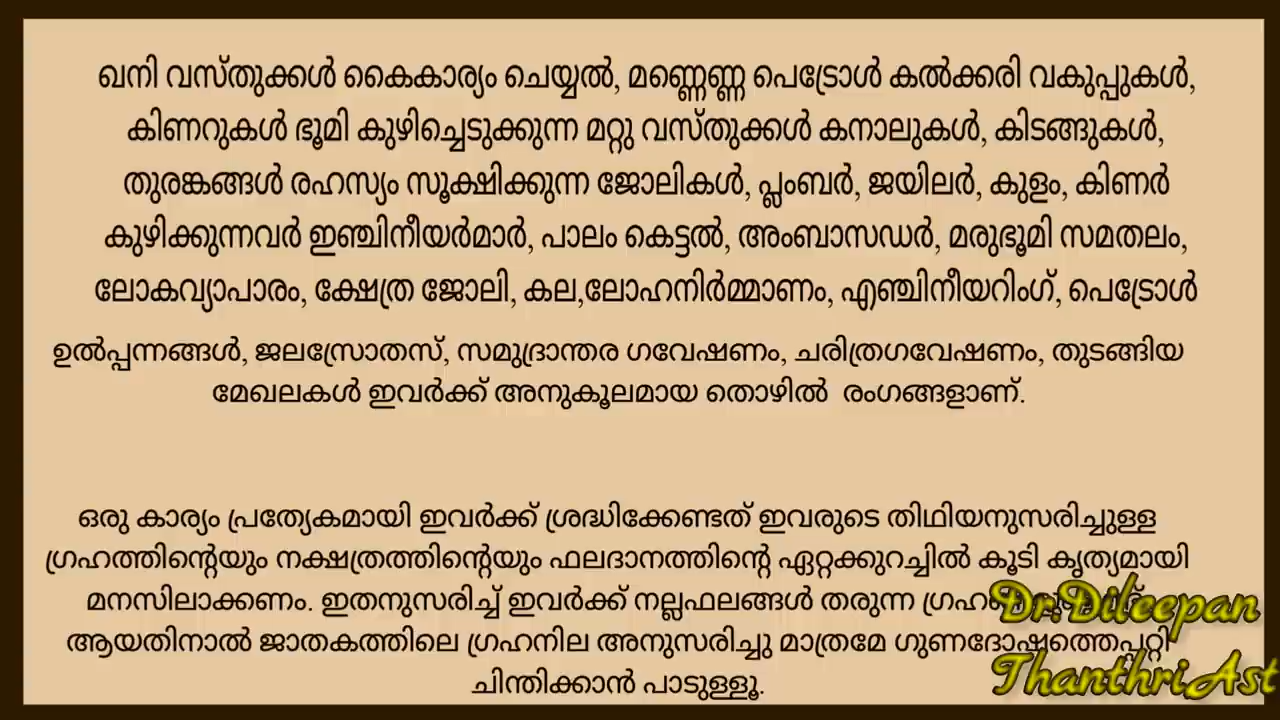 ഖനി വസ്തുക്കൾ കൈകാര്യം ചെയ്യൽ, മണ്ണെണ്ണ പെട്രോൾ കൽക്കരി വകുപ്പുകൾ,
കിണറുകൾ ഭൂമി കുഴിച്ചെടുക്കുന്ന മറ്റു വസ്തുക്കൾ കനാലുകൾ, കിടങ്ങുകൾ,
തുരങ്കങ്ങൾ രഹസ്യം സൂക്ഷിക്കുന്ന ജോലികൾ, പ്ലംബർ, ജയിലർ, കുളം, കിണർ
കുഴിക്കുന്നവർ ഇഞ്ചിനീയർമാർ, പാലം കെട്ടൽ, അംബാസഡർ, മരുഭൂമി സമതലം,
ലോകവ്യാപാരം, ക്ഷേത്ര ജോലി, കല,ലോഹനിർമ്മാണം, എഞ്ചിനീയറിംഗ്, പെട്രോൾ
ഉൽപ്പന്നങ്ങൾ, ജലസ്രോതസ്, സമുദ്രാന്തര ഗവേഷണം, ചരിത്രഗവേഷണം, തുടങ്ങിയ
മേഖലകൾ ഇവർക്ക് അനുകൂലമായ തൊഴിൽ രംഗങ്ങളാണ്.
ഒരു കാര്യം പ്രത്യേകമായി ഇവർക്ക് ശ്രദ്ധിക്കേണ്ടത് ഇവരുടെ തിഥിയനുസരിച്ചുള്ള
ഗ്രഹത്തിന്റെയും നക്ഷത്രത്തിന്റെയും ഫലദാനത്തിന്റെ ഏറ്റക്കുറച്ചിൽ കൂടി കൃത്യമായി
മനസിലാക്കണം. ഇതനുസരിച്ച് ഇവർക്ക് നല്ലഫലങ്ങൾ തരുന്ന
ആയതിനാൽ ജാതകത്തിലെ ഗ്രഹനില അനുസരിച്ചു മാത്രമേ ഗുണദോഷത്തെപ്പറ്റി
ചിന്തിക്കാൻ പാടുള്ളൂ.
Dr.Dileepan
Thanthri Ast